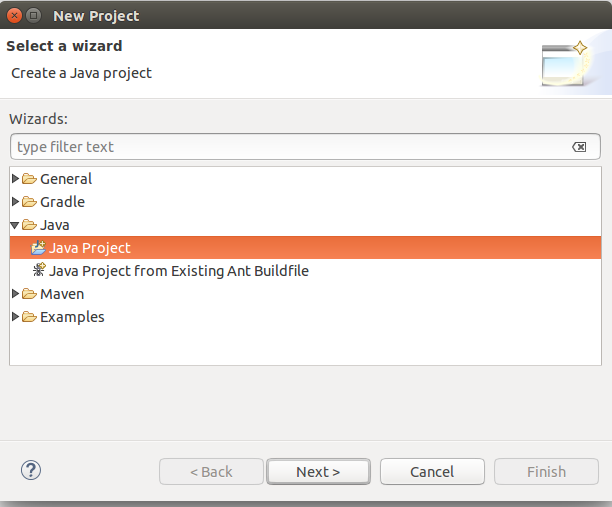 New Project
Select a wizard
Create a Java project
Wizards:
type filter text
General
Gradle
Java
Java Project
Java Project from Existing Ant Buildfile
Maven
Examples
?
< Back Next > Cancel Finish